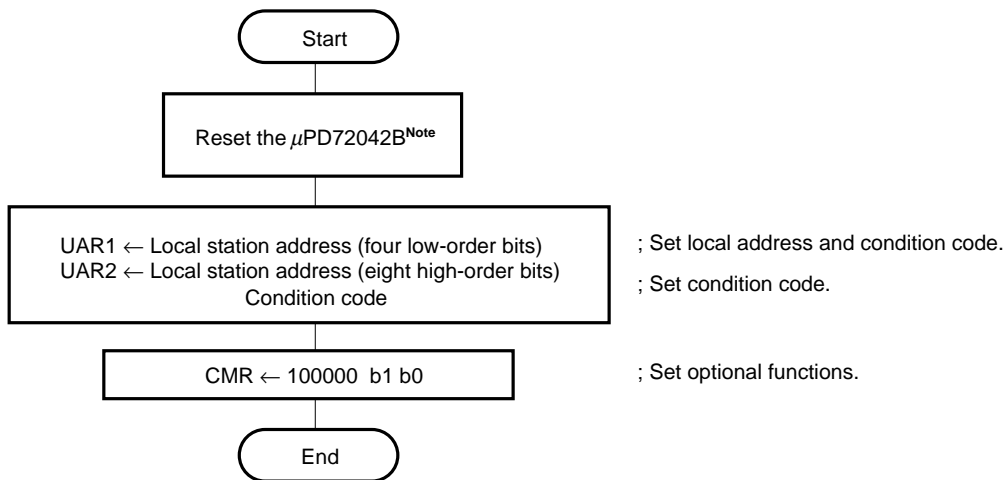 Start
Reset the μPD72042BNote
UAR1 ← Local station address (four low-order bits)
; Set local address and condition code.
UAR2 ← Local station address (eight high-order bits)
Condition code
; Set condition code.
CMR ← 100000 b1 b0
; Set optional functions.
End